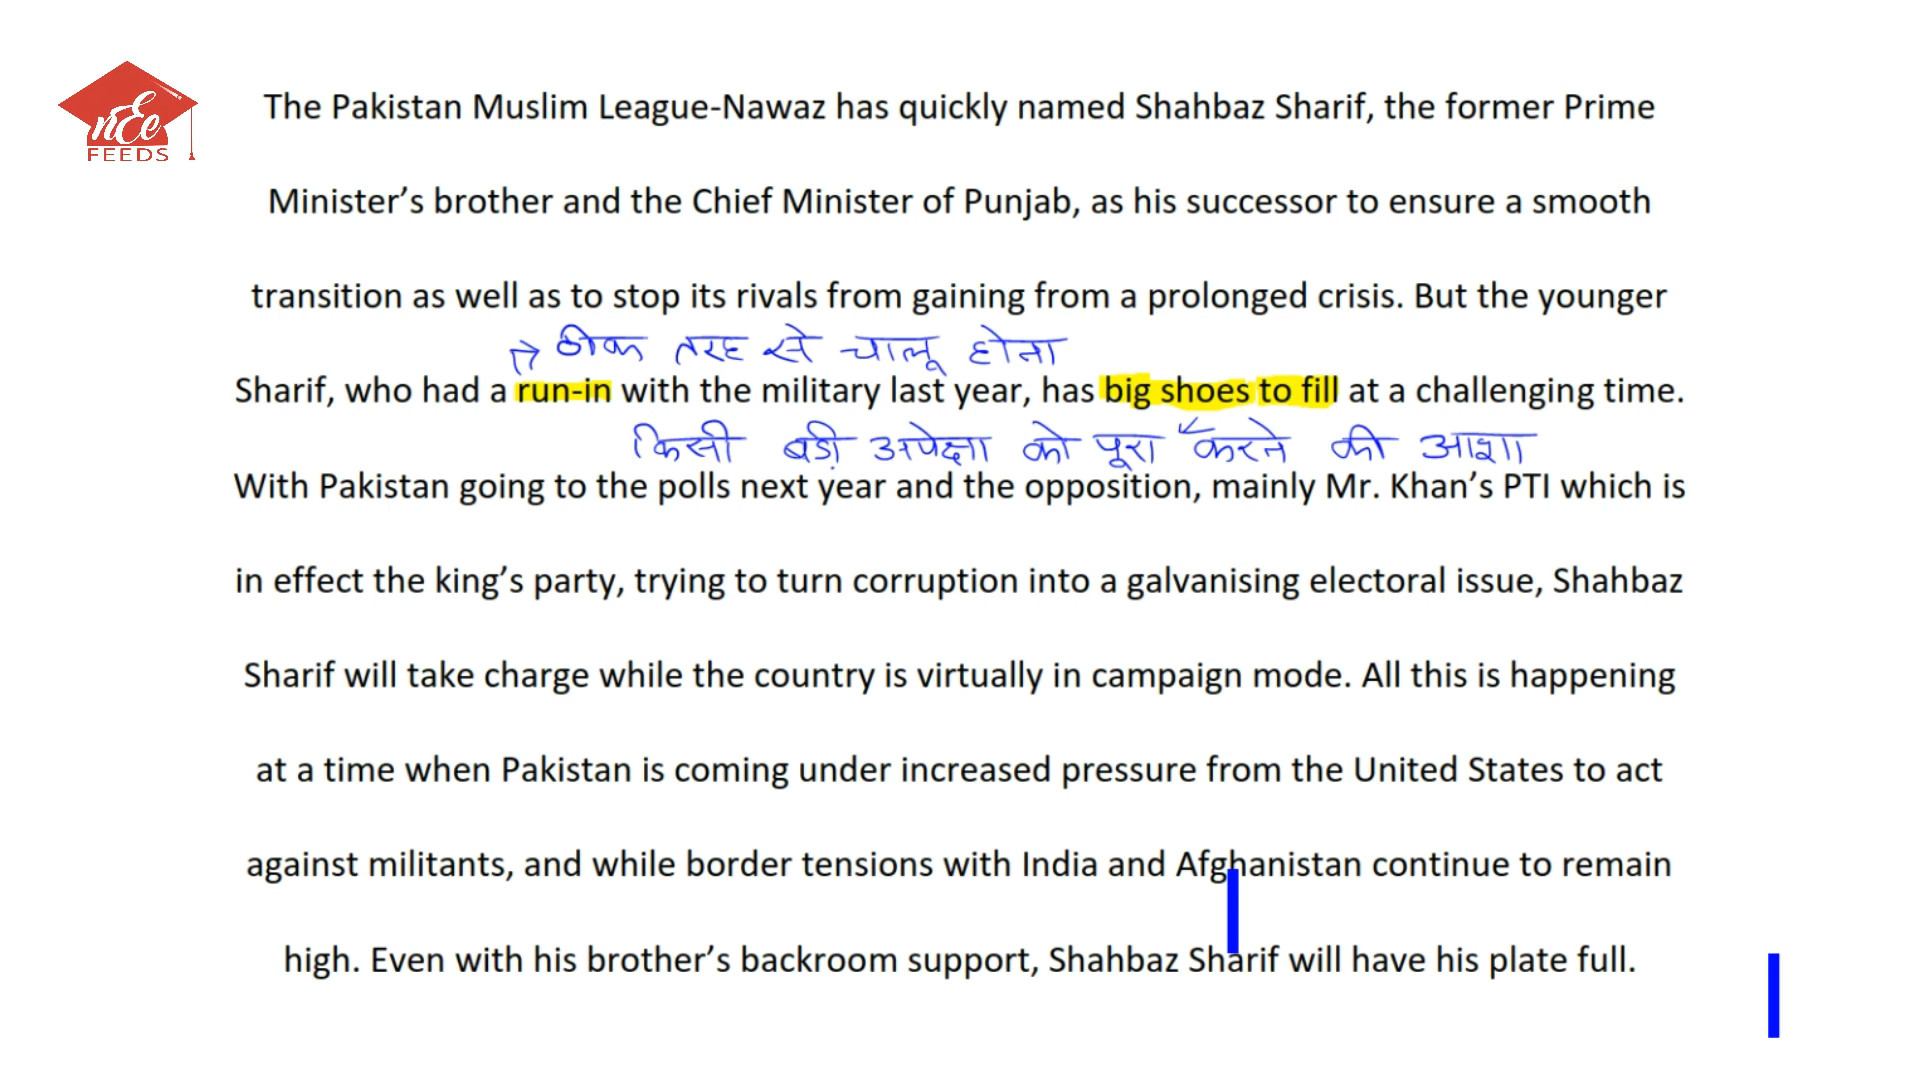 nEe
FEEDS
The Pakistan Muslim League-Nawaz has quickly named Shahbaz Sharif, the former Prime
Minister’s brother and the Chief Minister of Punjab, as his successor to ensure a smooth
transition as well as to stop its rivals from gaining from a prolonged crisis. But the younger
ठीक तरह से चालू होना
Sharif, who had a run-in with the military last year, has big shoes to fill at a challenging time.
किसी बड़ी अपेक्षा को पूरा करने की आशा
With Pakistan going to the polls next year and the opposition, mainly Mr. Khan’s PTI which is
in effect the king’s party, trying to turn corruption into a galvanising electoral issue, Shahbaz
Sharif will take charge while the country is virtually in campaign mode. All this is happening
at a time when Pakistan is coming under increased pressure from the United States to act
against militants, and while border tensions with India and Afghanistan continue to remain
high. Even with his brother’s backroom support, Shahbaz Sharif will have his plate full.